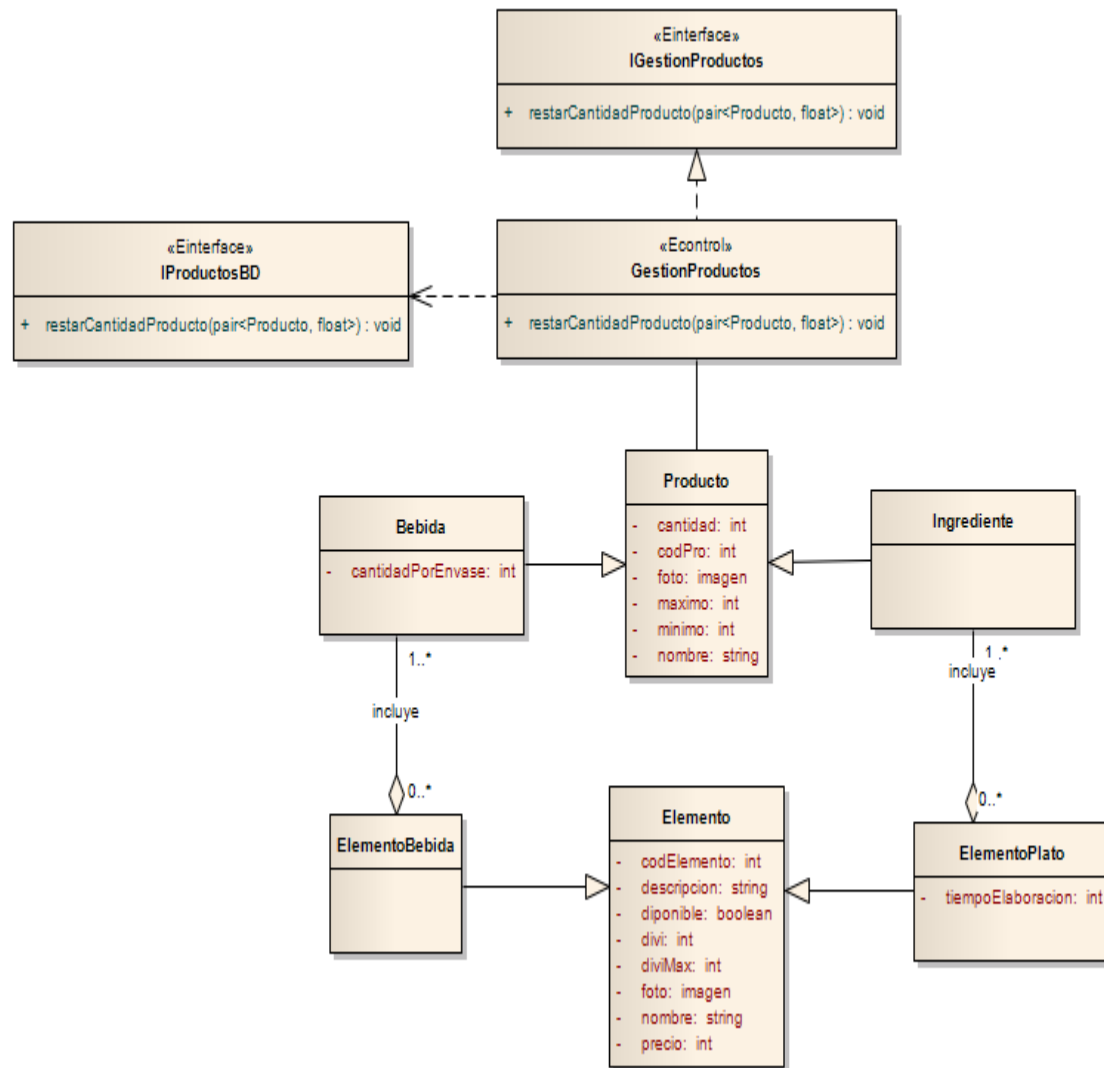 «Einterface»
IGestionProductos
+ restarCantidadProducto(pair<Producto, float>) : void
«Einterface»
IProductosBD
+ restarCantidadProducto(pair<Producto, float>) : void
«Econtrol»
GestionProductos
+ restarCantidadProducto(pair<Producto, float>) : void
Bebida
- cantidadPorEnvase: int
Producto
- cantidad: int
- codPro: int
- foto: imagen
- maximo: int
- minimo: int
- nombre: string
Ingrediente
1..*
incluye
0..*
1..*
incluye
0..*
ElementoBebida
Elemento
- codElemento: int
- descripcion: string
- diponible: boolean
- divi: int
- diviMax: int
- foto: imagen
- nombre: string
- precio: int
ElementoPlato
- tiempoElaboracion: int